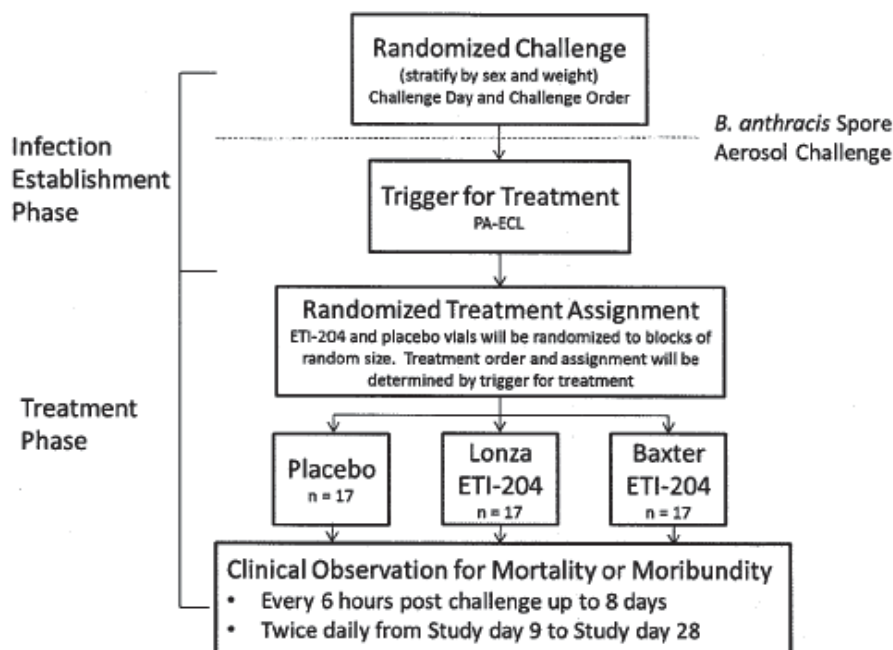 Randomized Challenge
(stratify by sex and weight)
Challenge Day and Challenge Order
B. anthracis Spore
Aerosol Challenge
Infection
Establishment
Phase
Trigger for Treatment
PA-ECL
Randomized Treatment Assignment
ETI-204 and placebo vials will be randomized to blocks of
random size. Treatment order and assignment will be
determined by trigger for treatment
Treatment
Phase
Placebo
n = 17
Lonza
ETI-204
n = 17
Baxter
ETI-204
n = 17
Clinical Observation for Mortality or Moribundity
• Every 6 hours post challenge up to 8 days
• Twice daily from Study day 9 to Study day 28